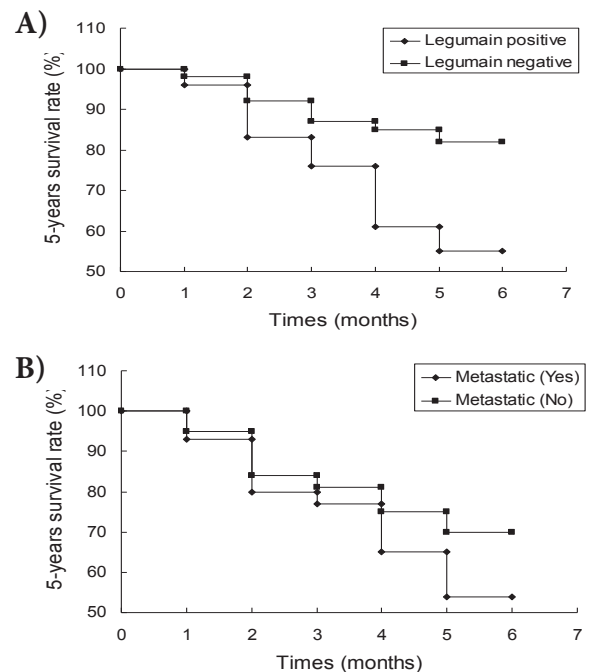 A)
110
100
90
80
70
60
50
5-years survival rate (%)
Legumain positive
Legumain negative
0 1 2 3 4 5 6 7
Times (months)
B)
110
100
90
80
70
60
50
5-years survival rate (%)
Metastatic (Yes)
Metastatic (No)
0 1 2 3 4 5 6 7
Times (months)